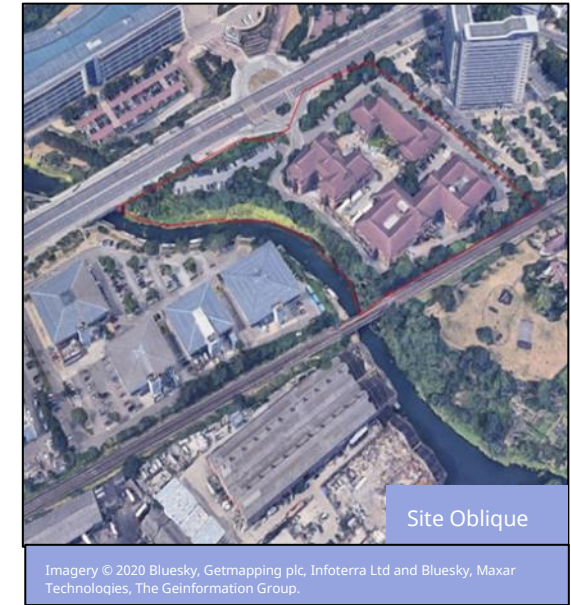 Site Oblique
Imagery © 2020 Bluesky, Getmapping plc, Infoterra Ltd and Bluesky, Maxar
Technologies, The Geinformation Group.